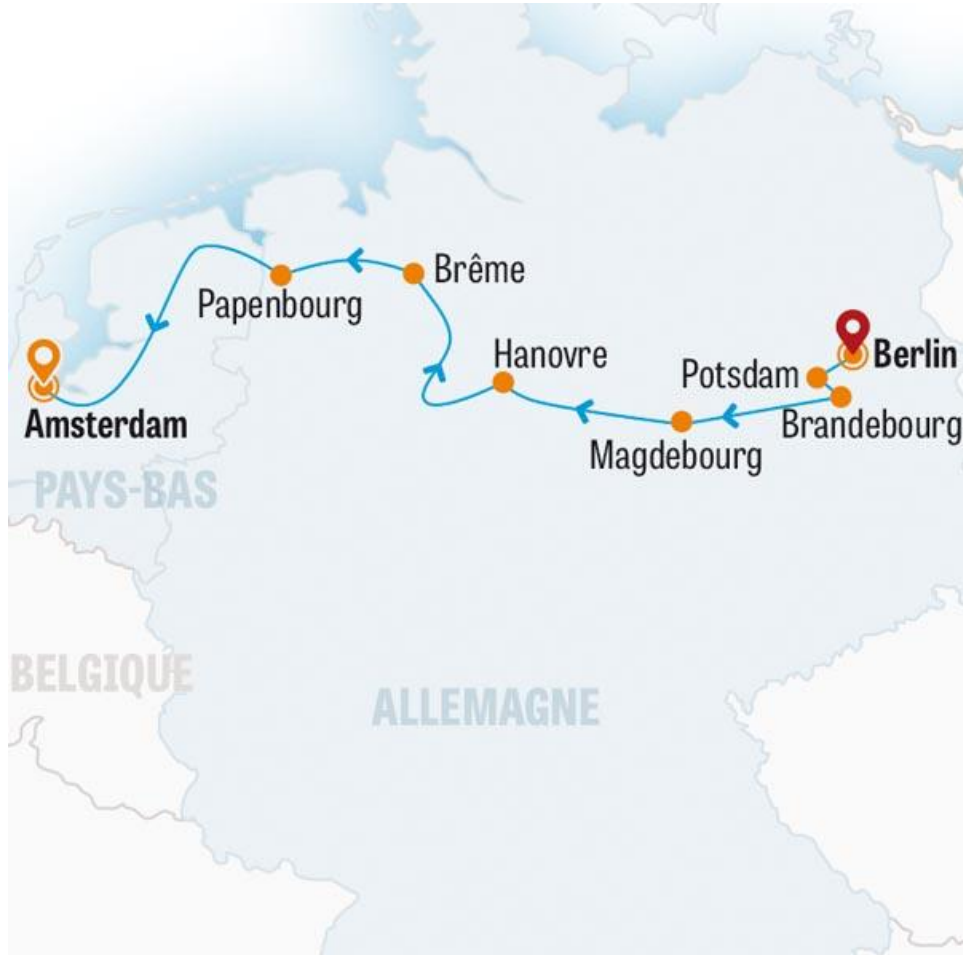 Brême
Papenbourg
Hanovre
Berlin
Potsdam
Amsterdam
Brandebourg
Magdebourg
PAYS-BAS
BELGIQUE
ALLEMAGNE